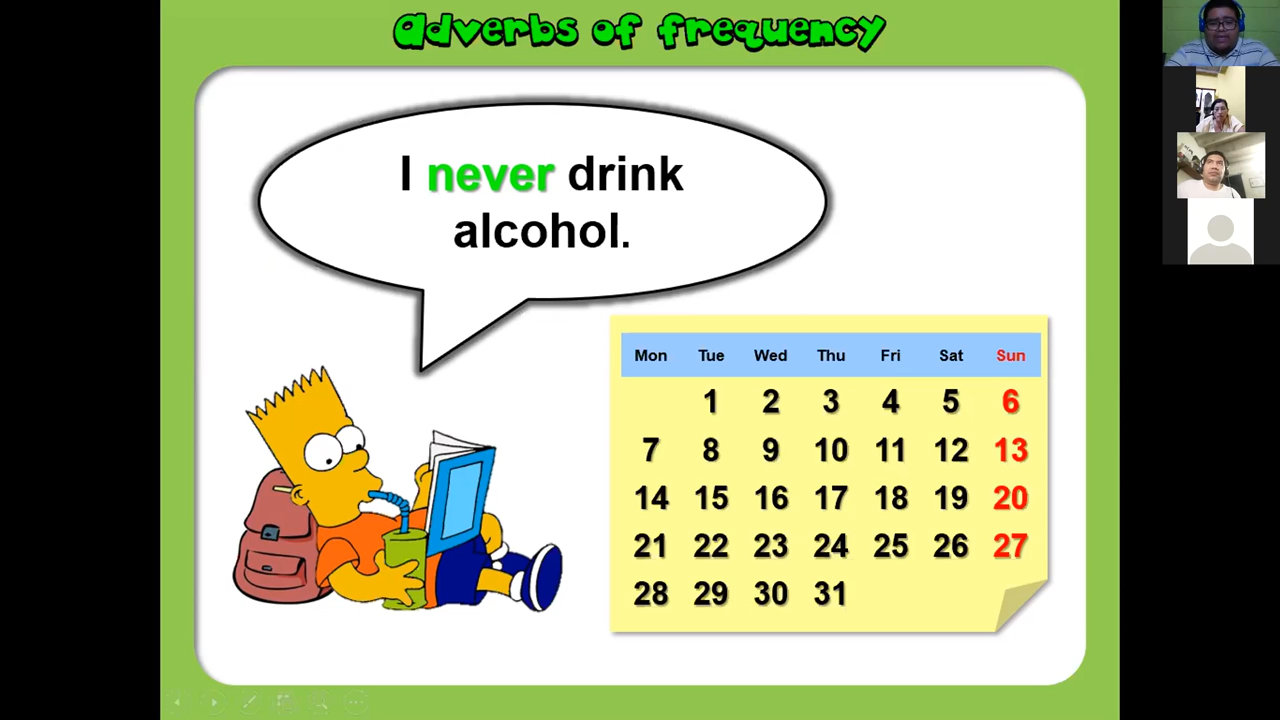 Adverbs of frequency
I never drink
alcohol.
Mon Tue Wed Thu Fri Sat Sun
1 2 3 4 5 6
7 8 9 10 11 12 13
14 15 16 17 18 19 20
21 22 23 24 25 26 27
28 29 30 31